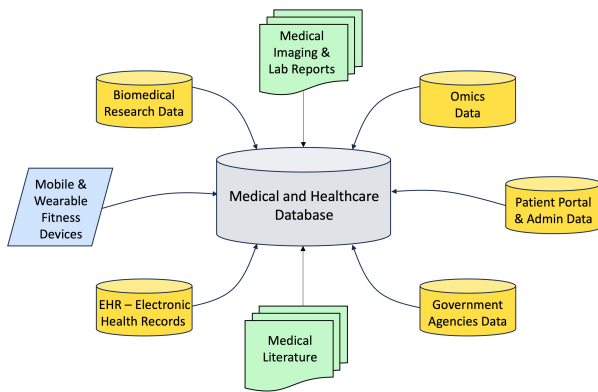 Medical
Imaging &
Lab Reports
Biomedical
Research Data
Omics
Data
Mobile &
Wearable
Fitness
Devices
Medical and Healthcare
Database
Patient Portal
& Admin Data
EHR – Electronic
Health Records
Medical
Literature
Government
Agencies Data